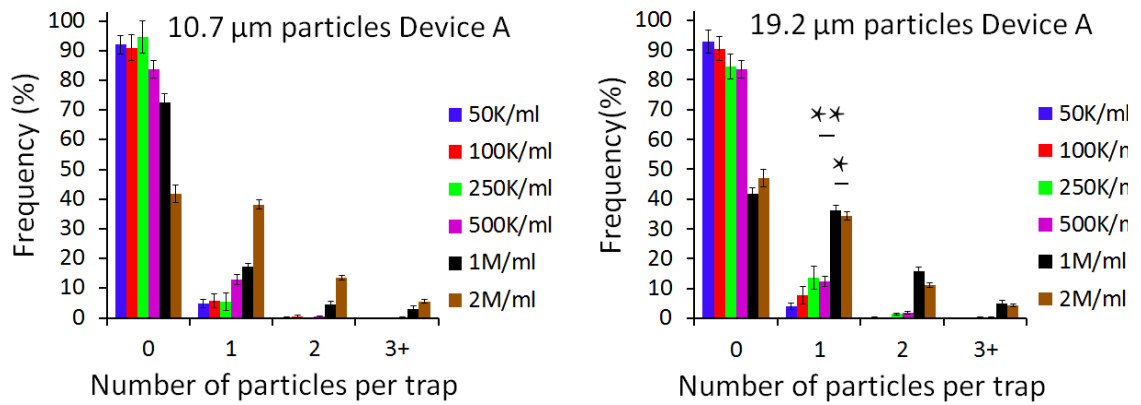 10.7 µm particles Device A
Frequency (%)
100
90
80
70
60
50
40
30
20
10
0
0 1 2 3+
Number of particles per trap
50K/ml
100K/ml
250K/ml
500K/ml
1M/ml
2M/ml
19.2 µm particles Device A
Frequency(%)
100
90
80
70
60
50
40
30
20
10
0
0 1 2 3+
Number of particles per trap
**
*
50K/ml
100K/m
250K/m
500K/m
1M/ml
2M/ml